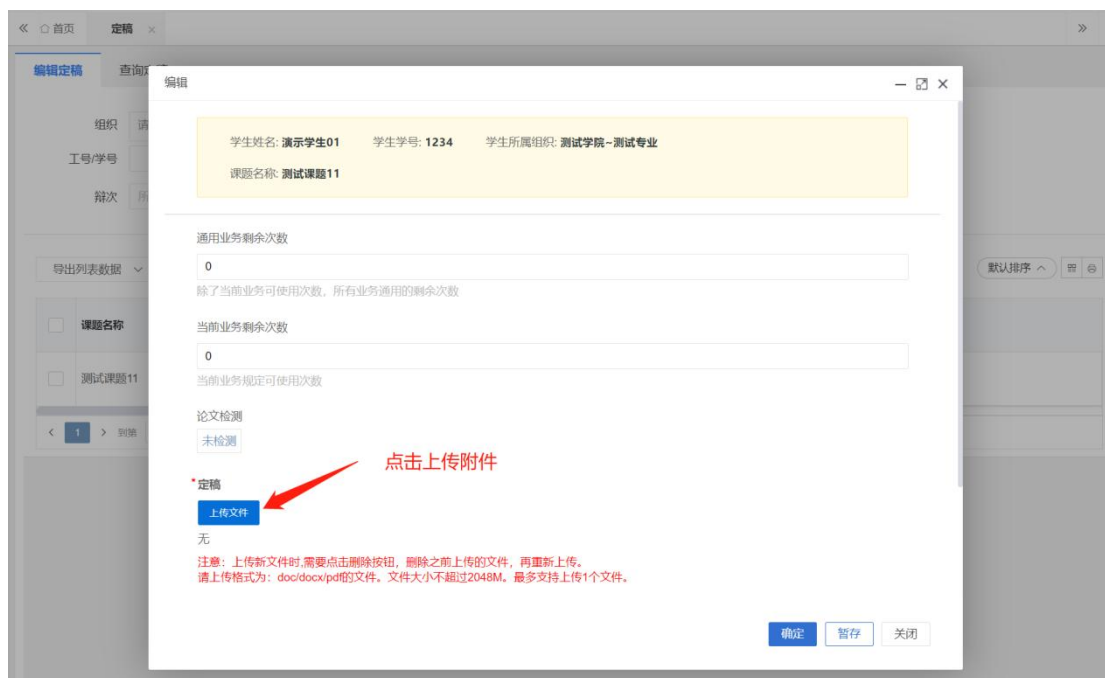 首页 定稿
编辑定稿 查询定
编辑
组织 请
工号/学号
辩次 所
学生姓名: 演示学生01 学生学号: 1234 学生所属组织: 测试学院~测试专业
课题名称: 测试课题11
通用业务剩余次数
0
除了当前业务可使用次数，所有业务通用的剩余次数
导出列表数据
默认排序
当前业务剩余次数
课题名称
0
测试课题11
当前业务规定可使用次数
论文检测
1 到第
未检测
点击上传附件
*定稿
上传文件
无
注意：上传新文件时,需要点击删除按钮，删除之前上传的文件，再重新上传。
请上传格式为：doc/docx/pdf的文件。文件大小不超过2048M。最多支持上传1个文件。
确定 暂存 关闭